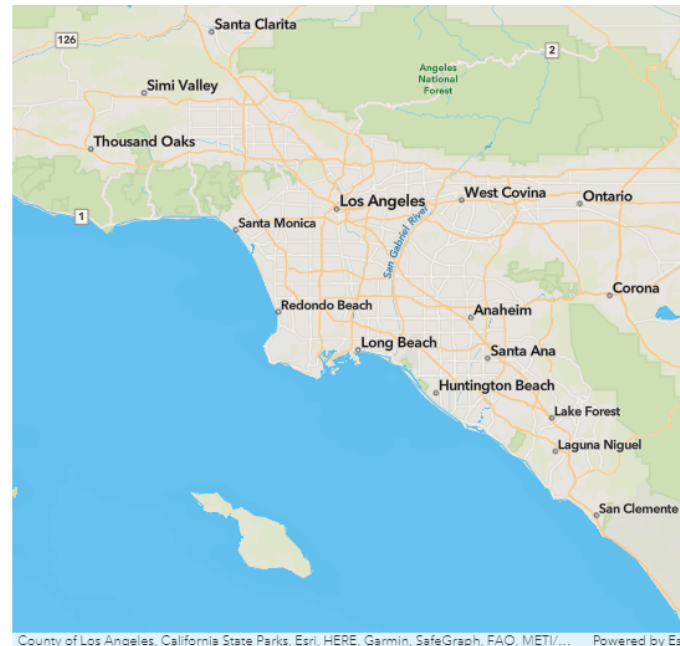 Santa Clarita
126
2
Angeles
National
Forest
Simi Valley
Thousand Oaks
West Covina
Ontario
Los Angeles
1
Santa Monica
San Gabriel River
Corona
Redondo Beach
Anaheim
Long Beach
Santa Ana
Huntington Beach
Lake Forest
Laguna Niguel
San Clemente
County of Los Angeles, California State Parks, Esri, HERE, Garmin, SafeGraph, FAO, METI/... Powered by Es